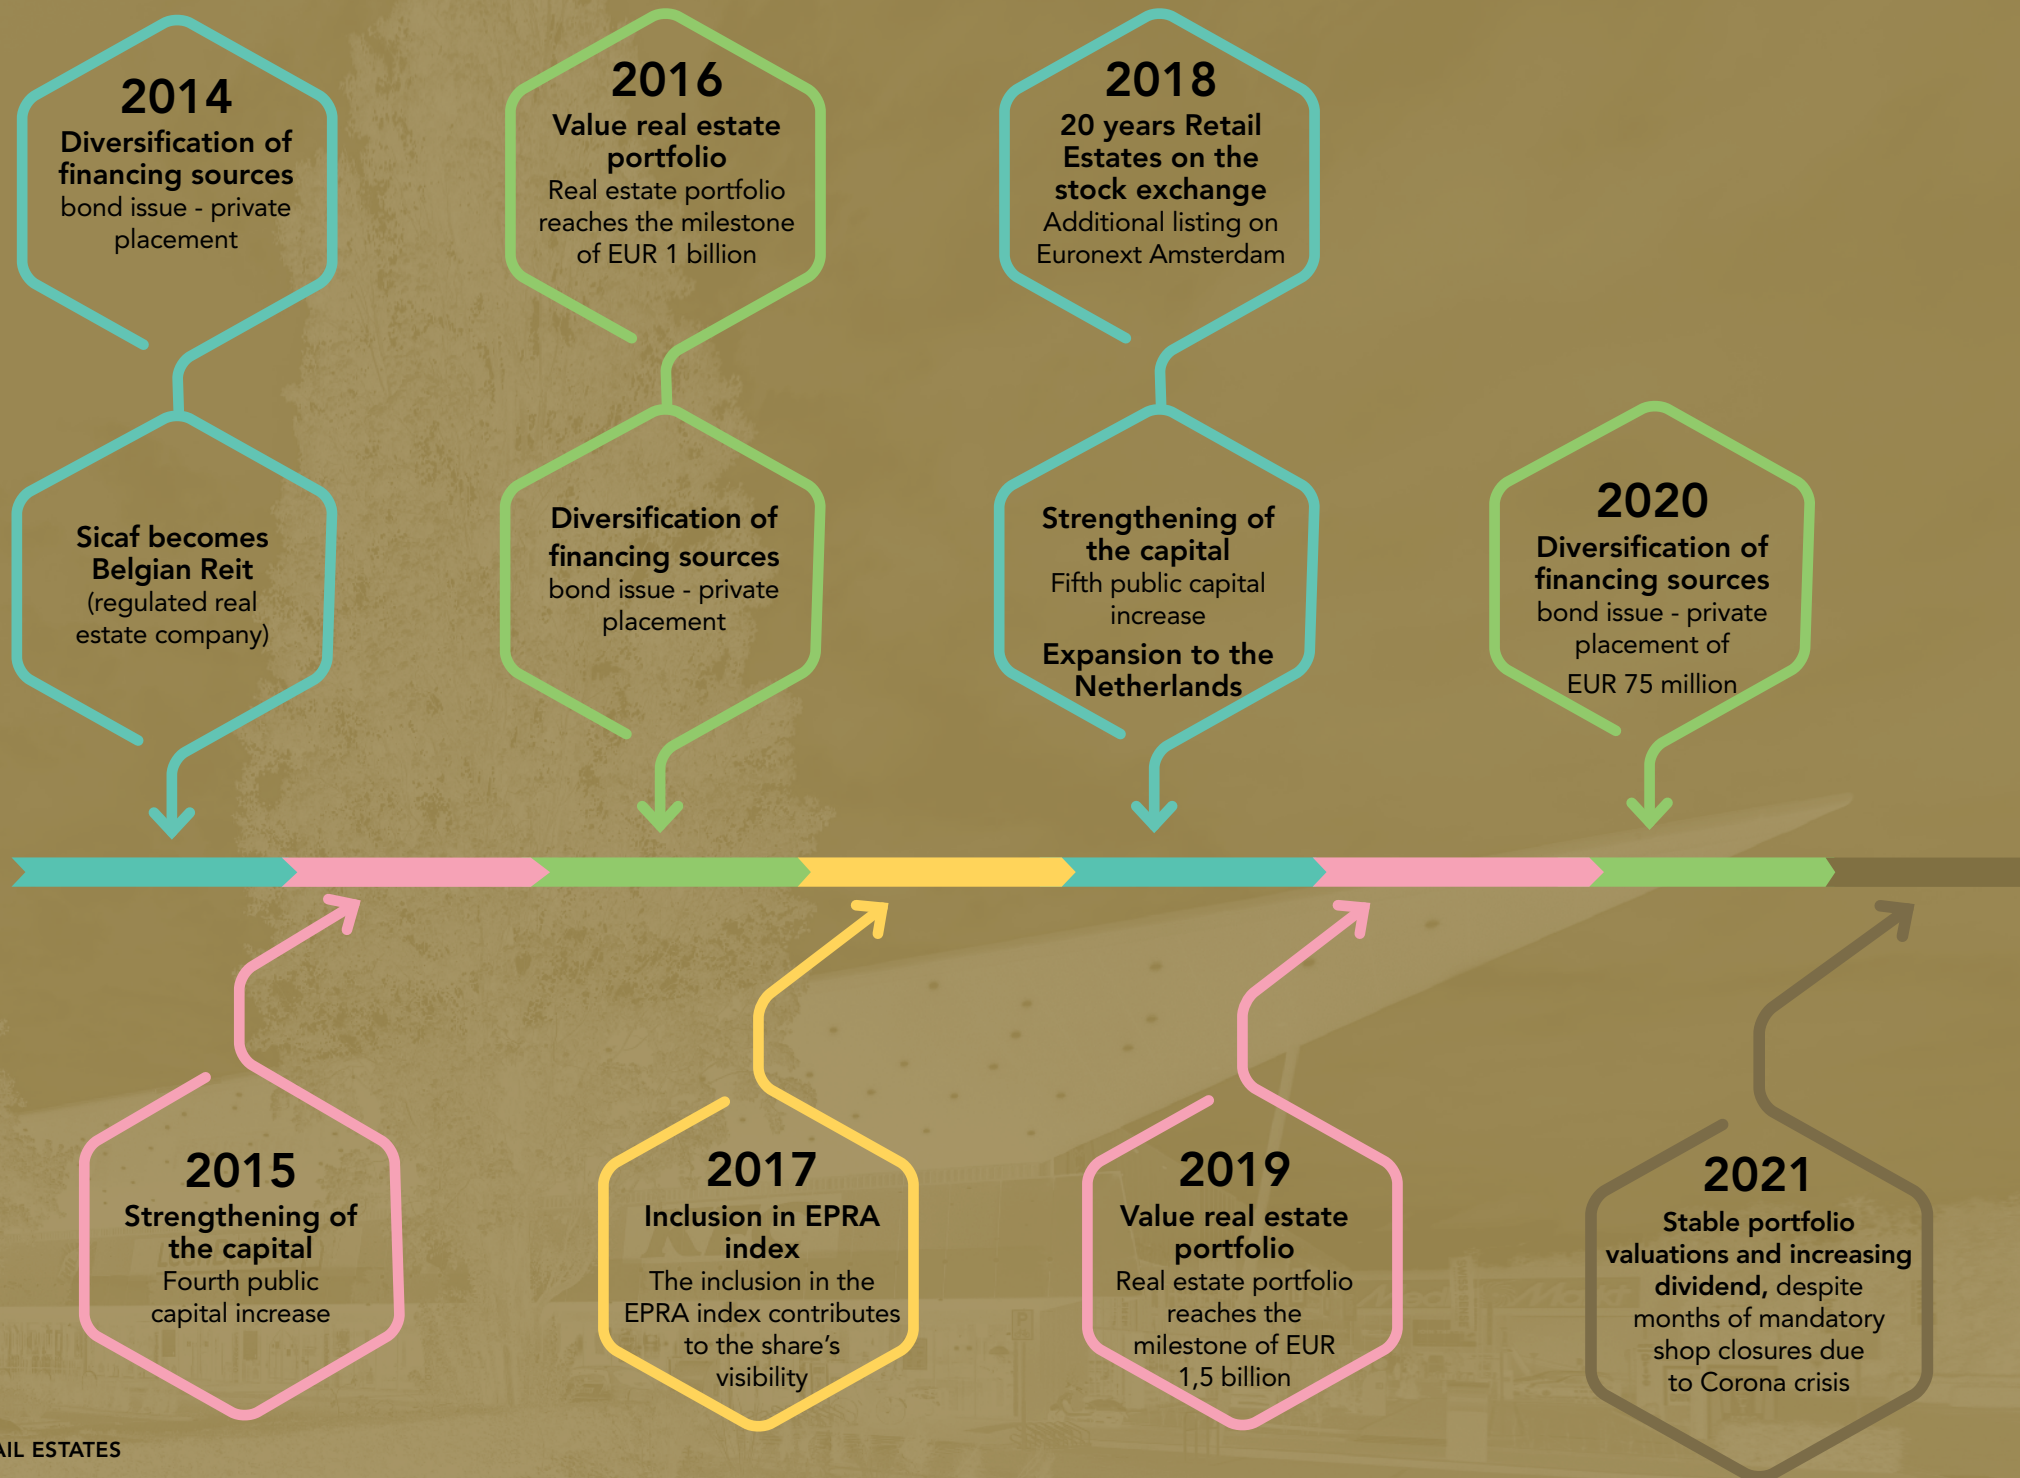 2014
Diversification of
financing sources
bond issue - private
placement
Sicaf becomes
Belgian Reit
(regulated real
estate company)
2016
Value real estate
portfolio
Real estate portfolio
reaches the milestone
of EUR 1 billion
Diversification of
financing sources
bond issue - private
placement
2018
20 years Retail
Estates on the
stock exchange
Additional listing on
Euronext Amsterdam
Strengthening of
the capital
Fifth public capital
increase
Expansion to the
Netherlands
2020
Diversification of
financing sources
bond issue - private
placement of
EUR 75 million
2015
Strengthening of
the capital
Fourth public
capital increase
2017
Inclusion in EPRA
index
The inclusion in the
EPRA index contributes
to the share’s
visibility
2019
Value real estate
portfolio
Real estate portfolio
reaches the
milestone of EUR
1,5 billion
2021
Stable portfolio
valuations and increasing
dividend, despite
months of mandatory
shop closures due
to Corona crisis
AIL ESTATES